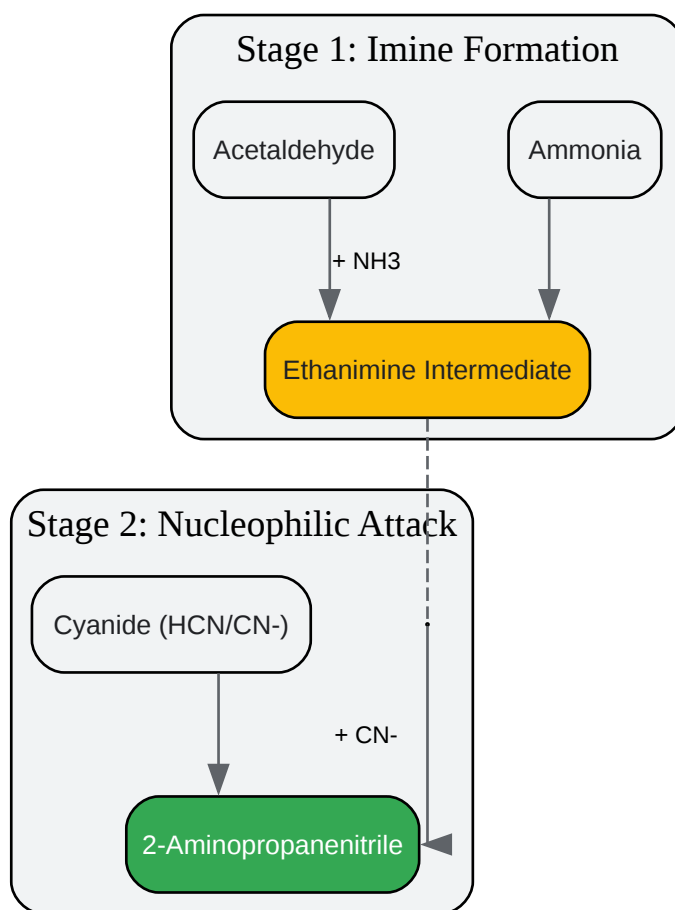 Stage 1: Imine Formation
Acetaldehyde
Ammonia
+ NH3
Ethanimine Intermediate
Stage 2: Nucleophilic Attack
Cyanide (HCN/CN-)
+ CN-
2-Aminopropanenitrile